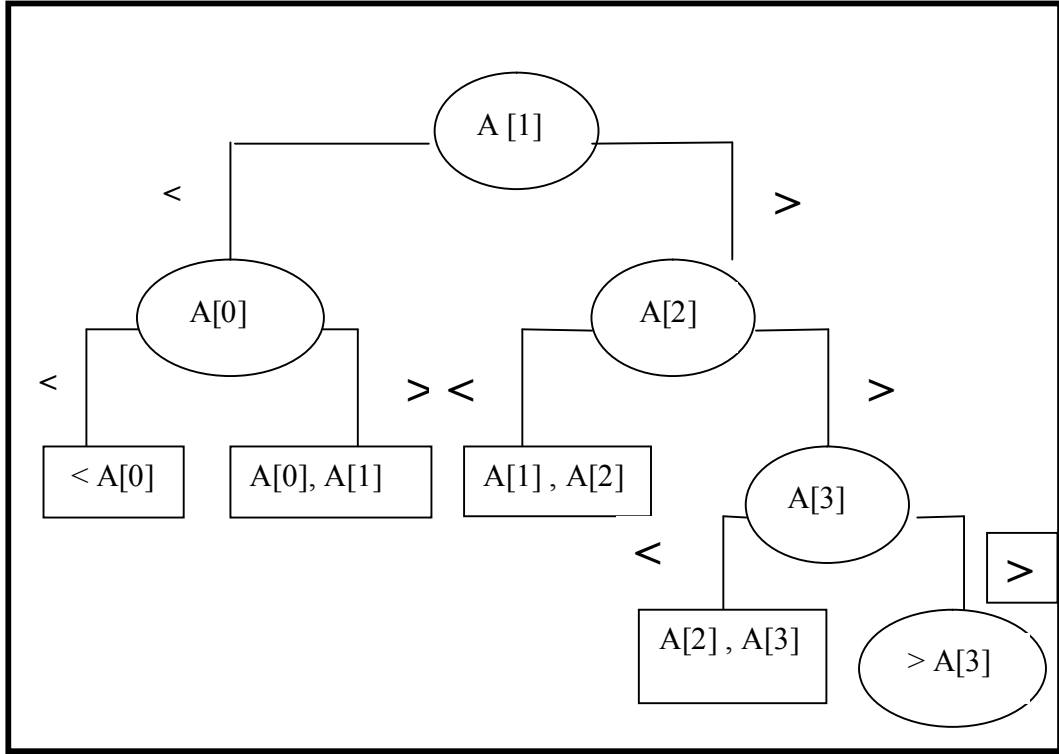 A [1]
< >
A[0] A[2]
< > < >
< A[0] A[0], A[1] A[1] , A[2] A[3]
< >
A[2] , A[3] > A[3]